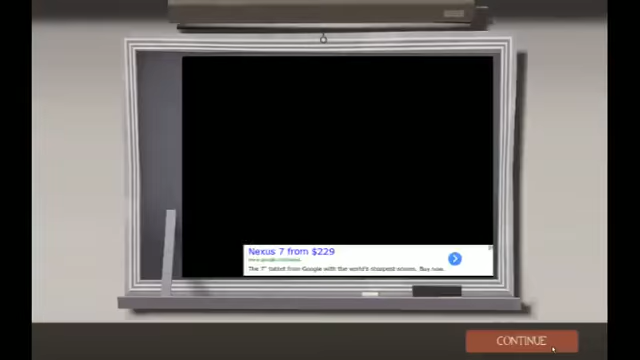 Nexus 7 from $229
The 7" tablet from Google with the world's sharpest screen. Buy now.
CONTINUE